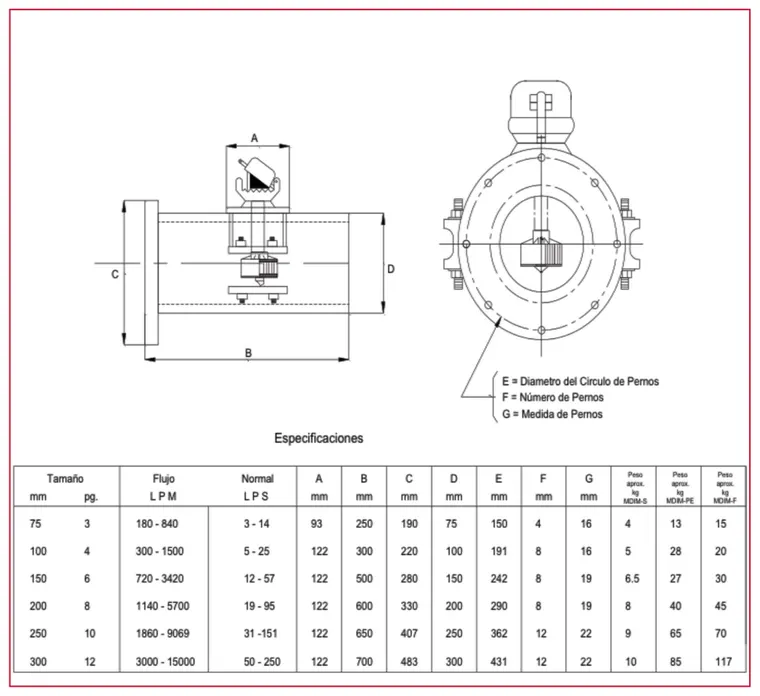 A
C
D
B
E = Diametro del Circulo de Pernos
F = Número de Pernos
G = Medida de Pernos
Especificaciones
Tamaño Flujo Normal A B C D E F G Peso aprox. kg MDIM-S Peso aprox. kg MDIM-PE Peso aprox. kg MDIM-F
mm pg. L P M L P S mm mm mm mm mm mm mm
75 3 180 - 840 3 - 14 93 250 190 75 150 4 16 4 13 15
100 4 300 - 1500 5 - 25 122 300 220 100 191 8 16 5 28 20
150 6 720 - 3420 12 - 57 122 500 280 150 242 8 19 6.5 27 30
200 8 1140 - 5700 19 - 95 122 600 330 200 290 8 19 8 40 45
250 10 1860 - 9069 31 -151 122 650 407 250 362 12 22 9 65 70
300 12 3000 - 15000 50 - 250 122 700 483 300 431 12 22 10 85 117